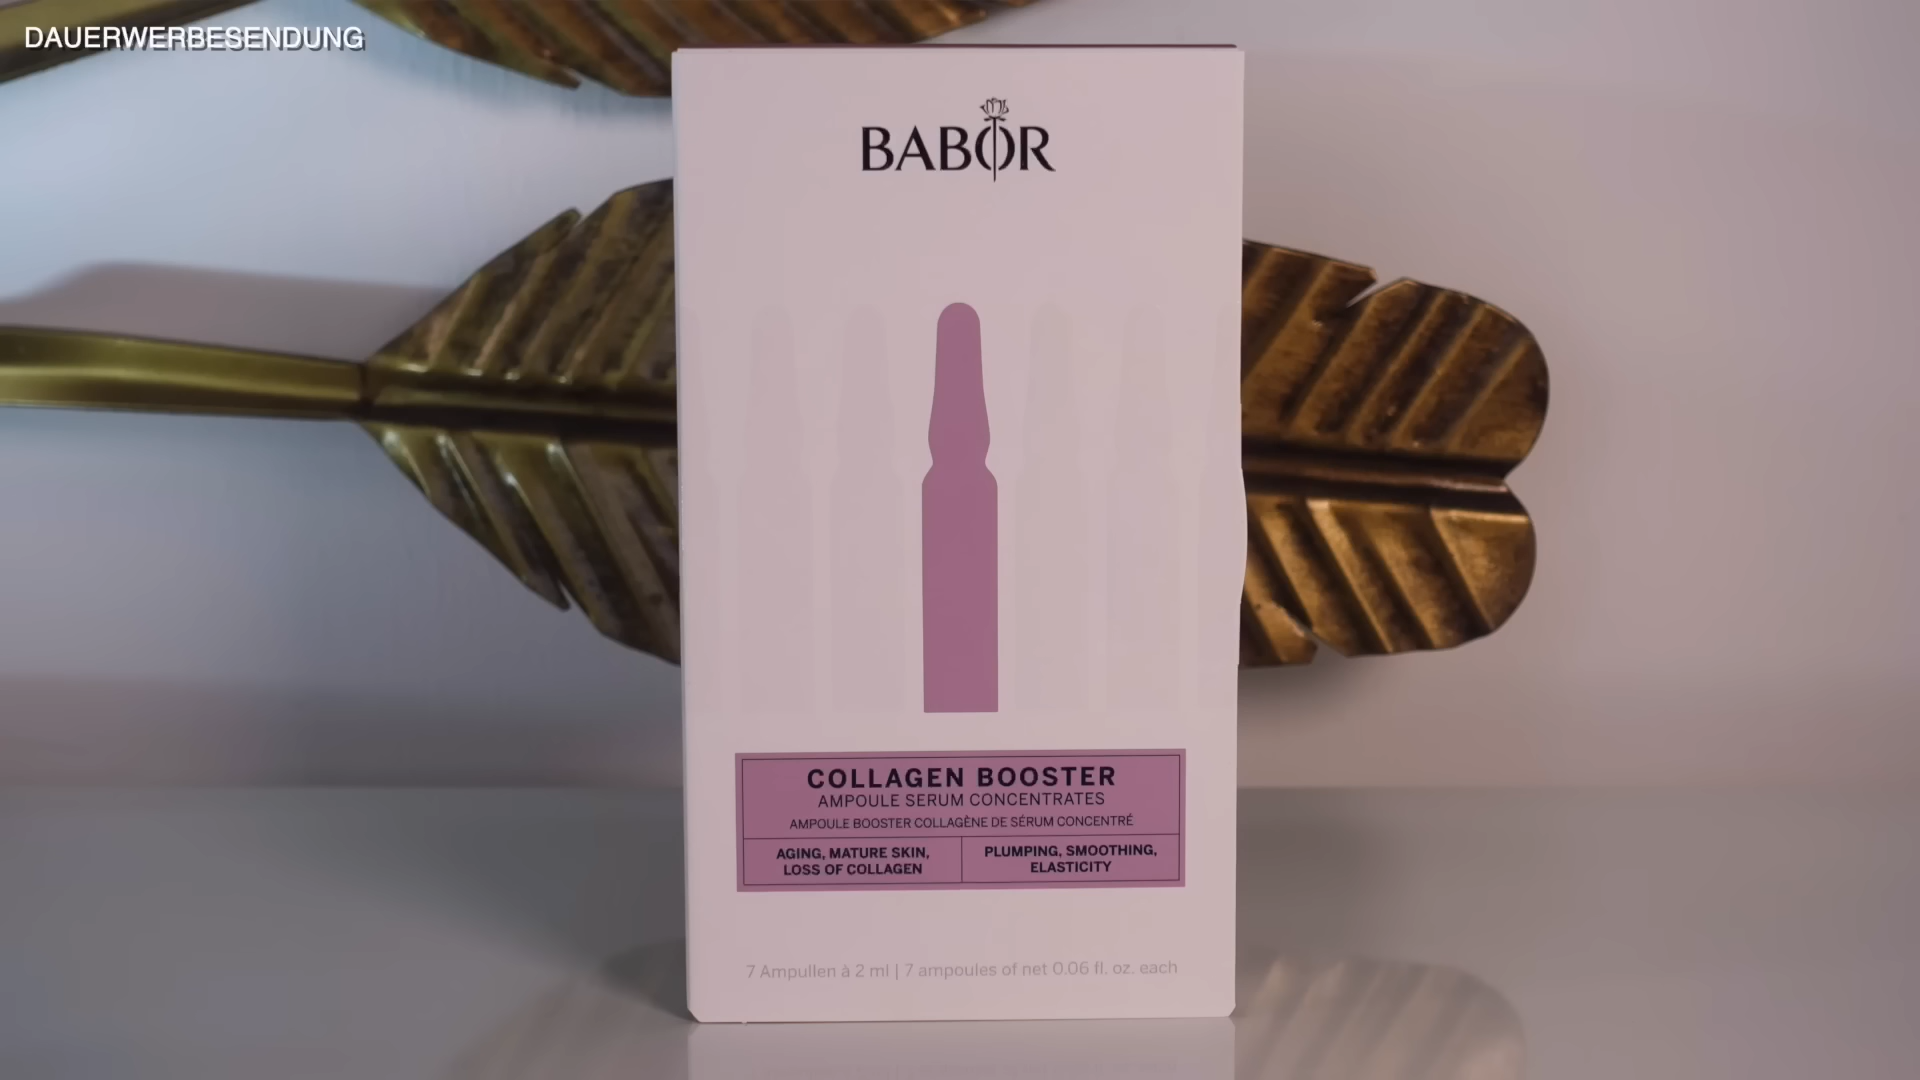 DAUERWERBESENDUNG
BABOR
COLLAGEN BOOSTER
AMPOULE SERUM CONCENTRATES
AMPOULE BOOSTER COLLAGÈNE DE SÉRUM CONCENTRÉ
AGING, MATURE SKIN,
LOSS OF COLLAGEN
PLUMPING, SMOOTHING,
ELASTICITY
7 Ampullen à 2 ml | 7 ampoules of net 0.06 fl. oz. each